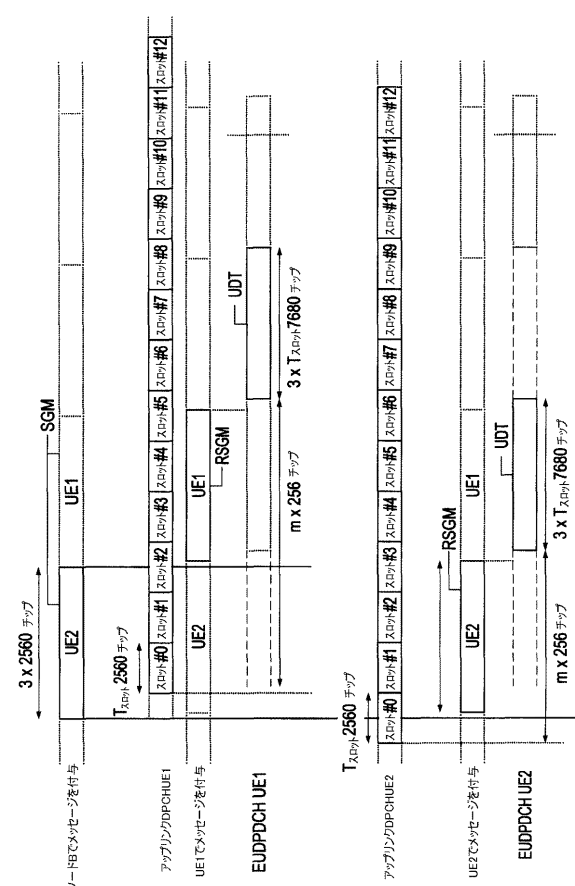 3 x 2560 チップ
SGM
ードBでメッセージを付与
UE2
UE1
T スロット 2560 チップ
アップリンクDPCHUE1
スロット#0
スロット#1
スロット#2
スロット#3
スロット#4
スロット#5
スロット#6
スロット#7
スロット#8
スロット#9
スロット#10
スロット#11
スロット#12
UE1でメッセージを付与
UE2
UE1
RSGM
UDT
EUDPDCH UE1
m x 256 チップ
3 x Tスロット7680 チップ
T スロット2560 チップ
アップリンクDPCHUE2
スロット#0
スロット#1
スロット#2
スロット#3
スロット#4
スロット#5
スロット#6
スロット#7
スロット#8
スロット#9
スロット#10
スロット#11
スロット#12
RSGM
UE2でメッセージを付与
UE2
UE1
UDT
EUDPDCH UE2
m x 256 チップ
3 x Tスロット7680 チップ